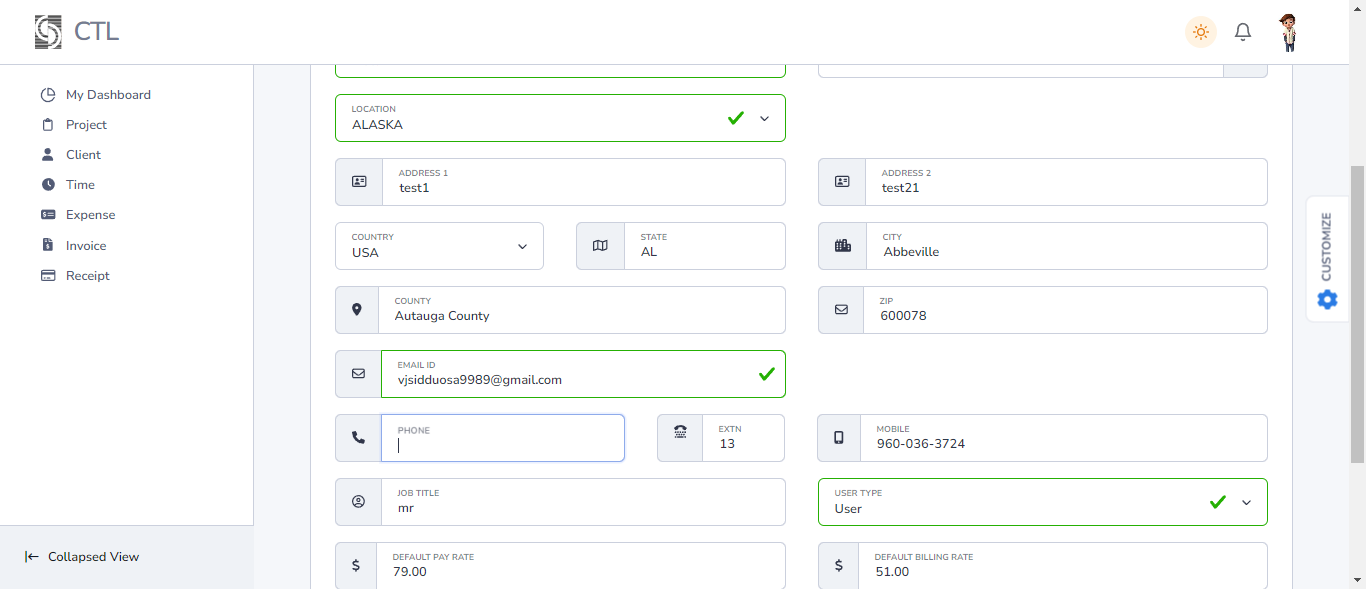 CTL
My Dashboard
Project
Client
Time
Expense
Invoice
Receipt
Collapsed View
LOCATION
ALASKA
ADDRESS 1
test1
ADDRESS 2
test21
COUNTRY
USA
STATE
AL
CITY
Abbeville
COUNTY
Autauga County
ZIP
600078
EMAIL ID
vjsidduosa9989@gmail.com
PHONE
EXTN
13
MOBILE
960-036-3724
JOB TITLE
mr
USER TYPE
User
DEFAULT PAY RATE
79.00
DEFAULT BILLING RATE
51.00
CUSTOMIZE